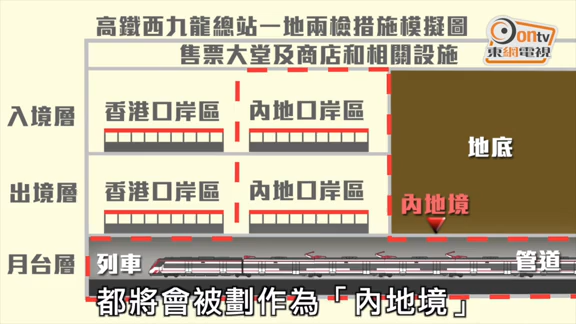 高鐵西九龍總站一地兩檢措施模擬圖
ontv
東網電視
售票大堂及商店和相關設施
入境層
香港口岸區
內地口岸區
地底
出境層
香港口岸區
內地口岸區
內地境
月台層
列車
管道
都將會被劃作為「內地境」